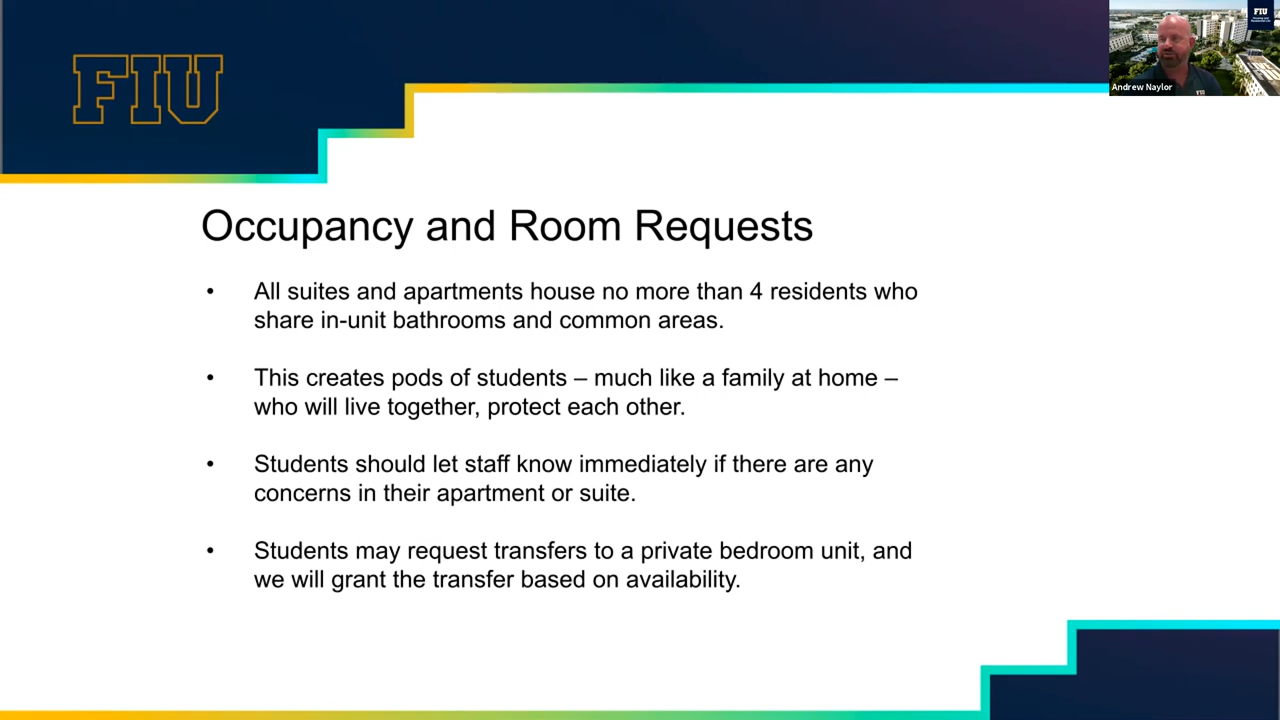 FIU
FIU
Andrew Naylor
FIU
Occupancy and Room Requests
• All suites and apartments house no more than 4 residents who
share in-unit bathrooms and common areas.
• This creates pods of students – much like a family at home –
who will live together, protect each other.
• Students should let staff know immediately if there are any
concerns in their apartment or suite.
• Students may request transfers to a private bedroom unit, and
we will grant the transfer based on availability.